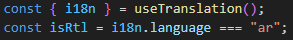 const { i18n } = useTranslation();
const isRtl = i18n.language === "ar";